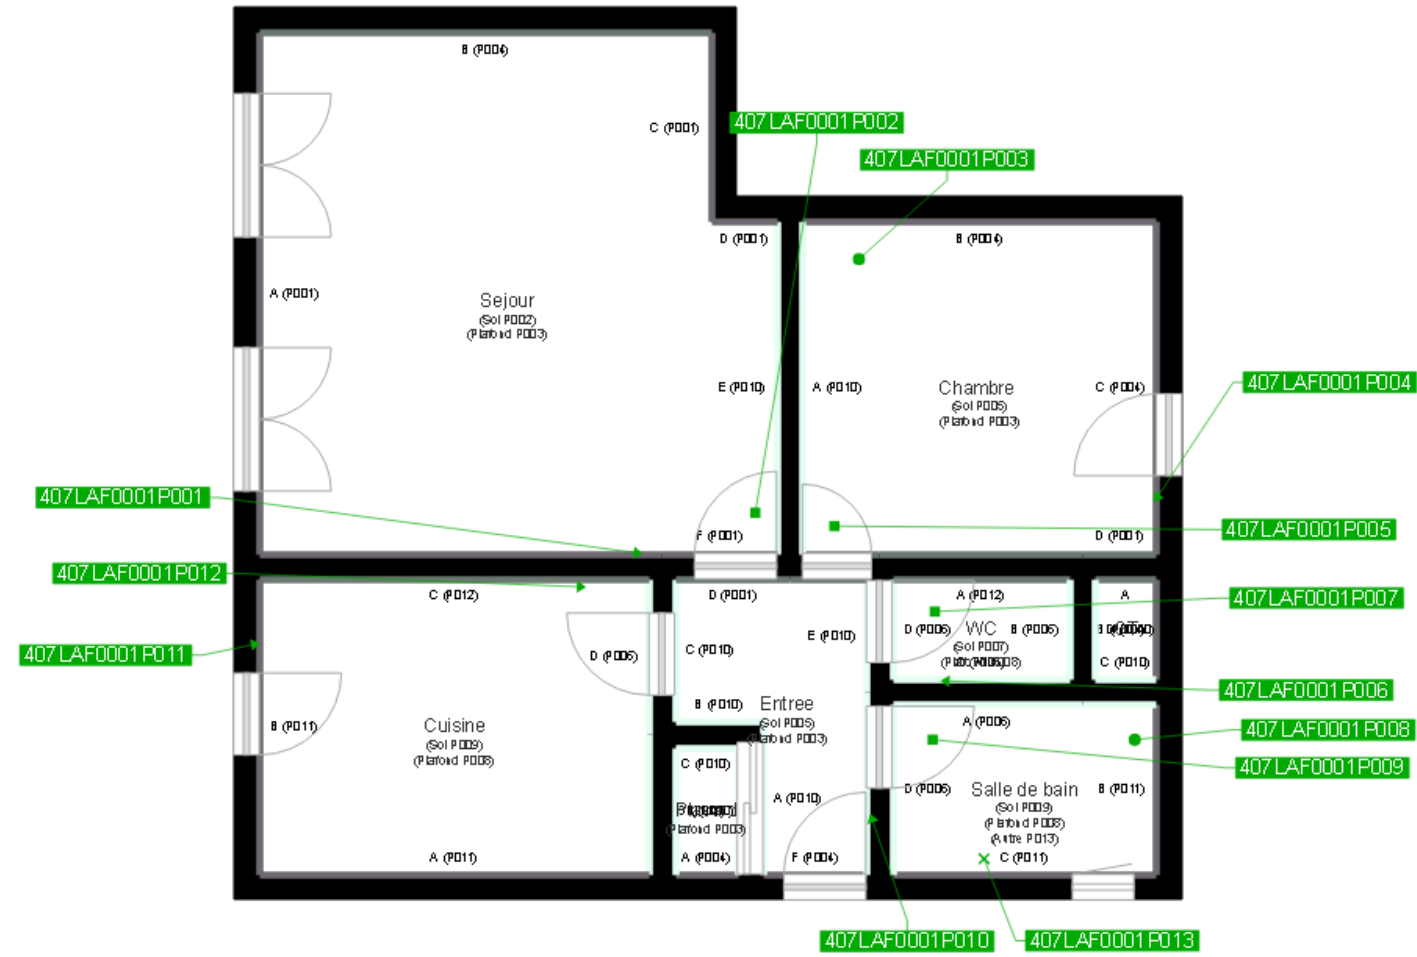 B (P004)
C (P001)
407LAF0001P002
407LAF0001P003
D (P001)
B (P004)
A (P001)
Sejour
(Sol P002)
(Plafond P003)
E (P010)
A (P010)
Chambre
(Sol P005)
(Plafond P003)
C (P004)
407LAF0001P004
407LAF0001P001
F (P001)
D (P001)
407LAF0001P005
407LAF0001P012
C (P012)
D (P001)
A (P012)
A
407LAF0001P007
E (P010)
D (P006)
WC
B (P006)
(Sol P007)
407LAF0001P011
D (P006)
C (P010)
C (P010)
407LAF0001P006
B (P010)
Entree
(Sol P005)
(Plafond P003)
B (P011)
Cuisine
(Sol P009)
(Plafond P008)
A (P006)
407LAF0001P008
407LAF0001P009
C (P010)
A (P010)
D (P006)
Salle de bain
(Sol P009)
(Plafond P008)
(Autre P013)
B (P011)
(Plafond P003)
A (P011)
A (P004)
F (P004)
C (P011)
407LAF0001P010
407LAF0001P013